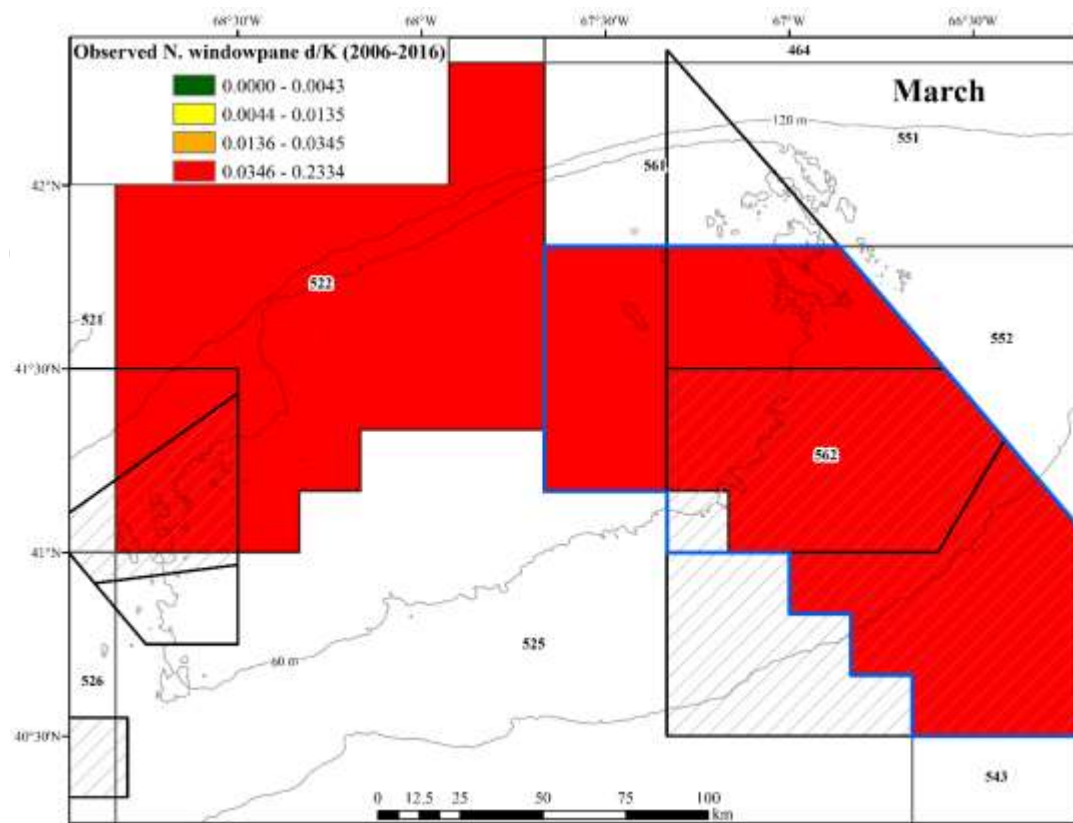 68°30'W 68°W 67°30'W 67°W 66°30'W
Observed N. windowpane d/K (2006-2016)
0.0000 - 0.0043
0.0044 - 0.0135
0.0136 - 0.0345
0.0346 - 0.2334
464
March
120 m
551
561
42°N
522
521
552
41°30'N
562
41°N
525
60 m
526
40°30'N
543
0 12.5 25 50 75 100
km